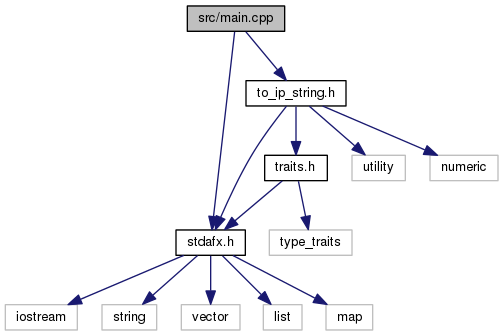 src/main.cpp
to_ip_string.h
traits.h
utility
numeric
stdafx.h
type_traits
iostream
string
vector
list
map